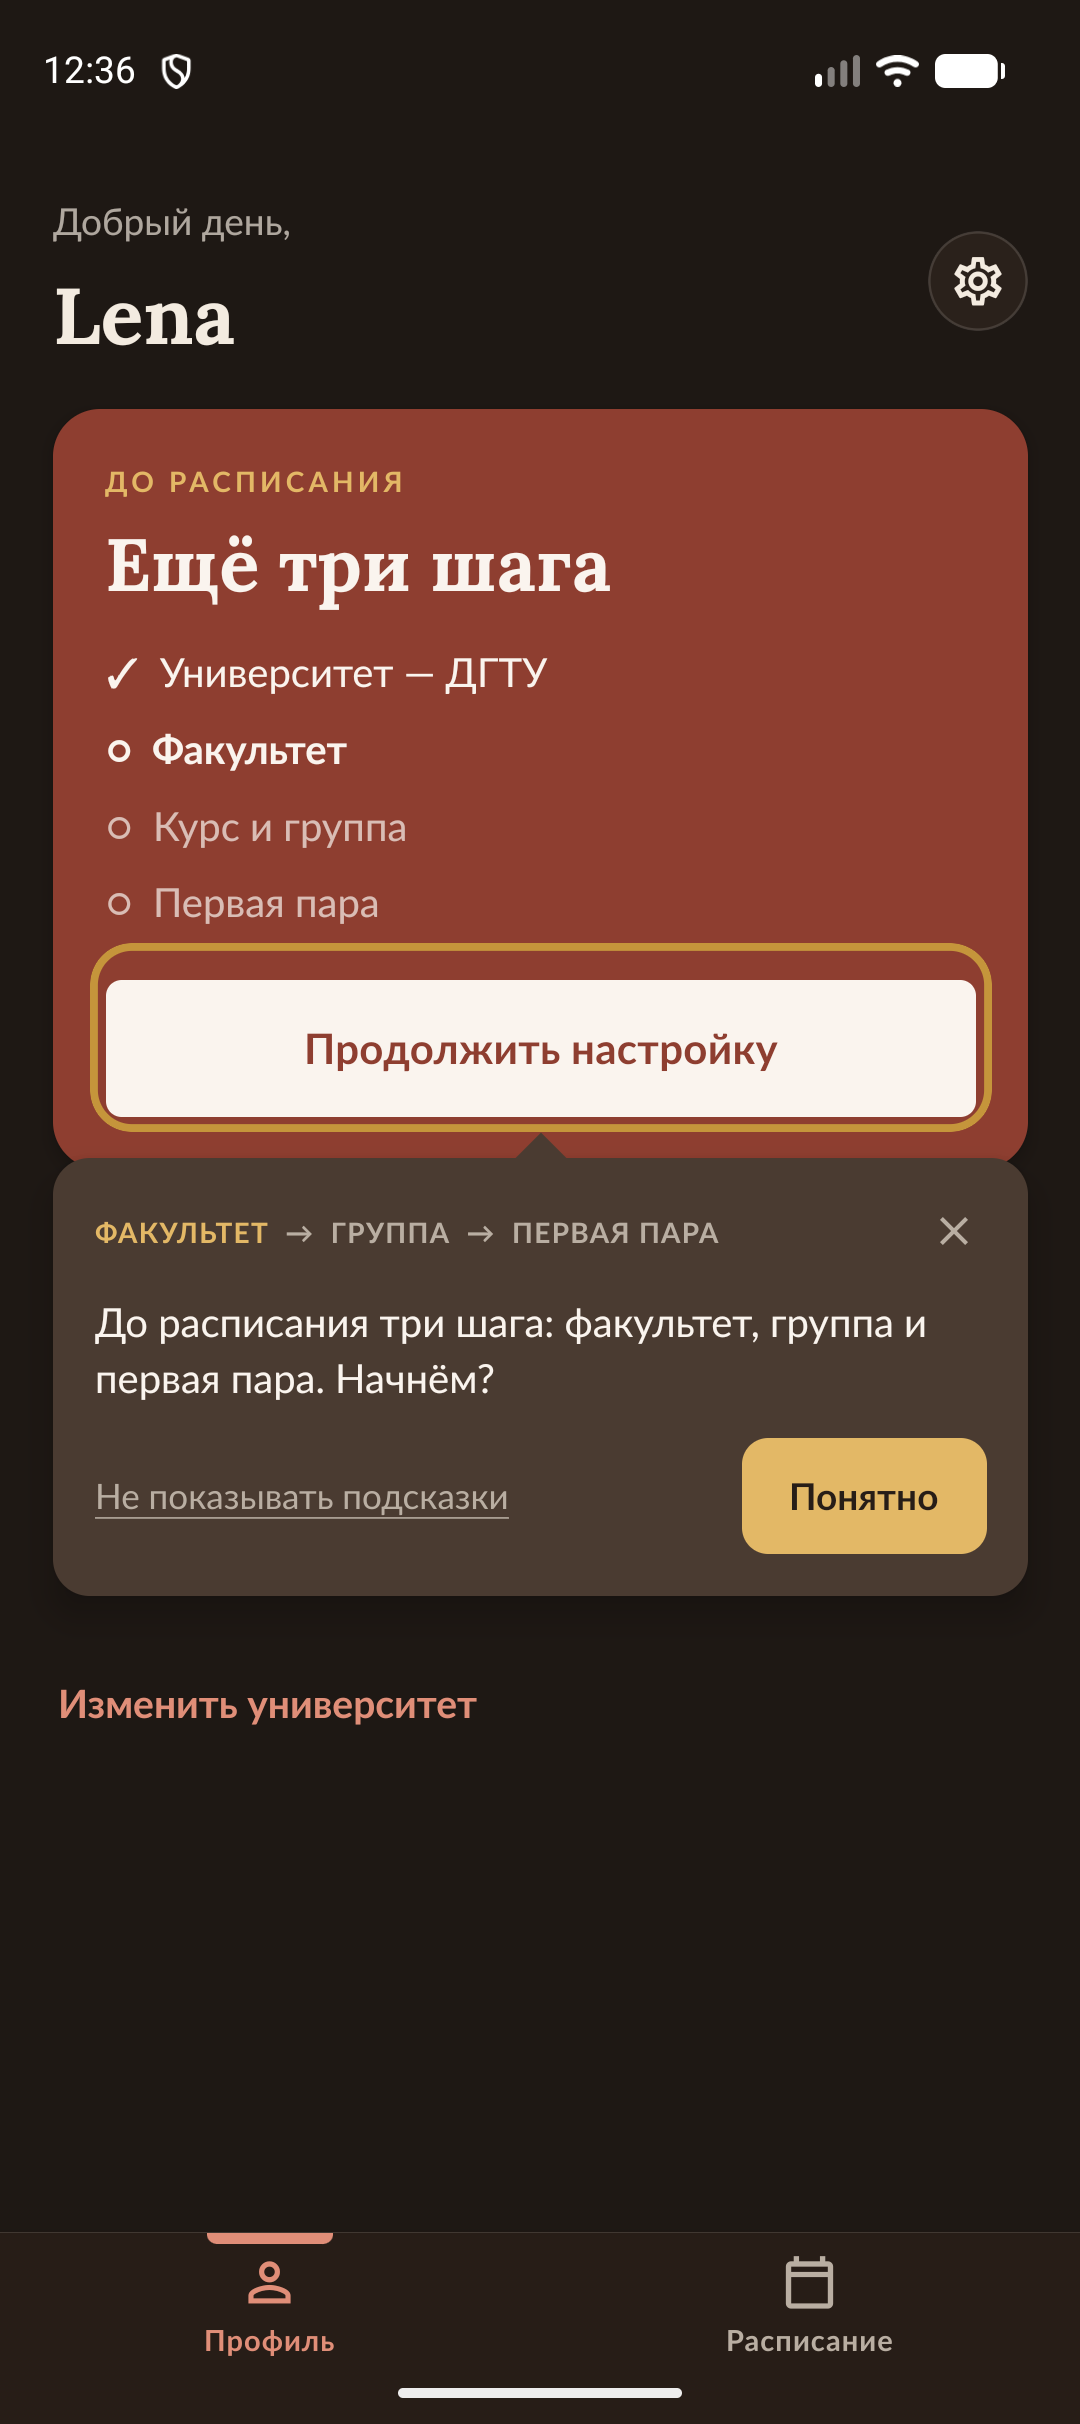 12:36
Добрый день,
Lena
ДО РАСПИСАНИЯ
Ещё три шага
✓ Университет — ДГТУ
Факультет
Курс и группа
Первая пара
Продолжить настройку
ФАКУЛЬТЕТ → ГРУППА → ПЕРВАЯ ПАРА
До расписания три шага: факультет, группа и
первая пара. Начнём?
Не показывать подсказки
Понятно
Изменить университет
Профиль
Расписание